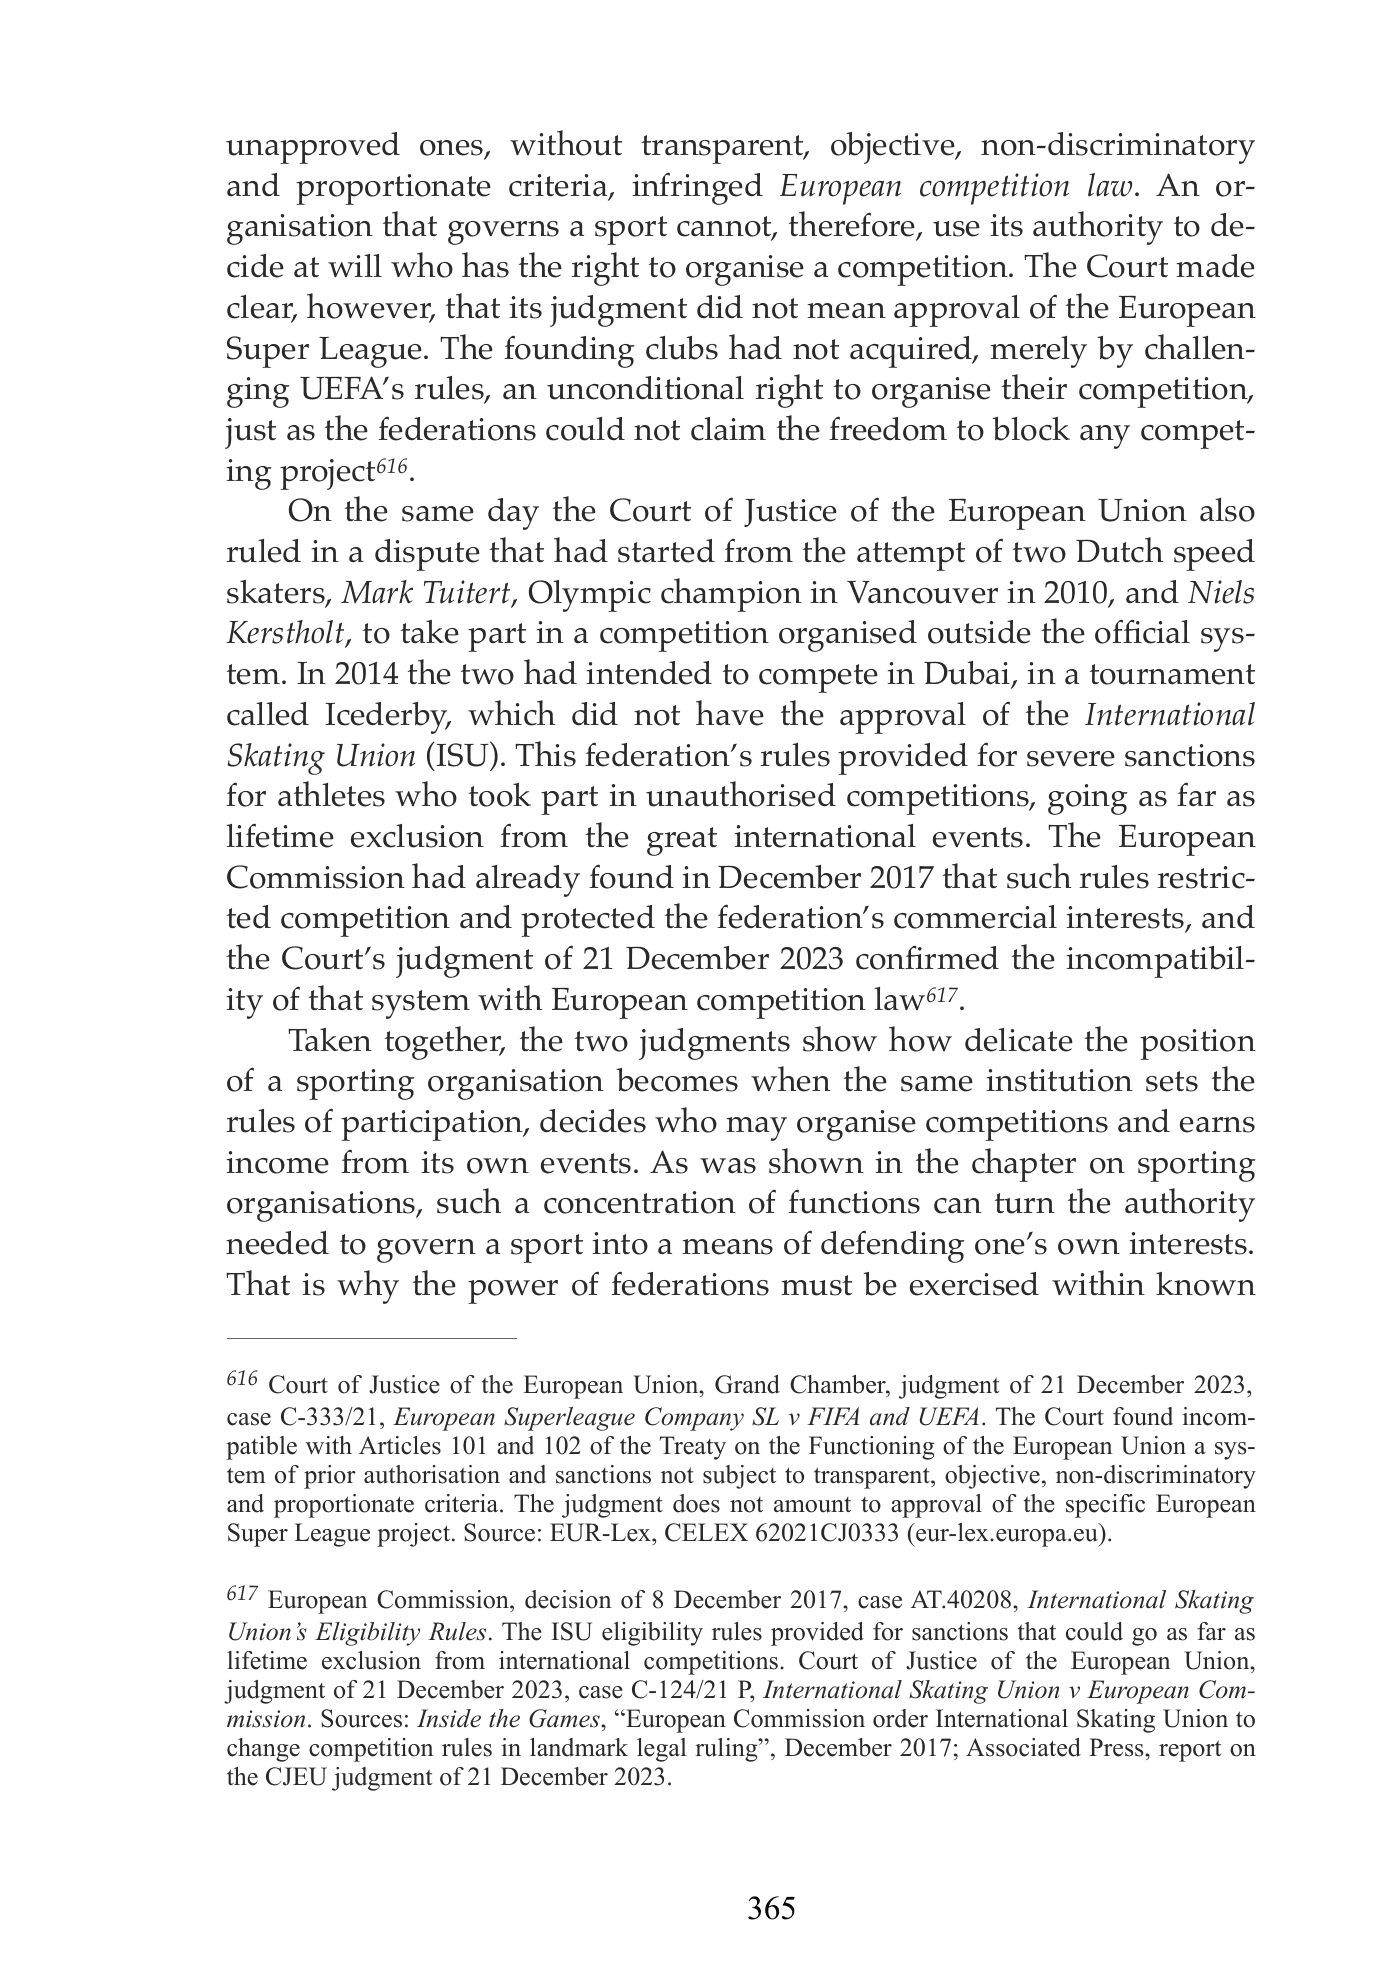 unapproved ones, without transparent, objective, non-discriminatory
and proportionate criteria, infringed European competition law. An or-
ganisation that governs a sport cannot, therefore, use its authority to de-
cide at will who has the right to organise a competition. The Court made
clear, however, that its judgment did not mean approval of the European
Super League. The founding clubs had not acquired, merely by challen-
ging UEFA’s rules, an unconditional right to organise their competition,
just as the federations could not claim the freedom to block any compet-
ing project616.
On the same day the Court of Justice of the European Union also
ruled in a dispute that had started from the attempt of two Dutch speed
skaters, Mark Tuitert, Olympic champion in Vancouver in 2010, and Niels
Kerstholt, to take part in a competition organised outside the official sys-
tem. In 2014 the two had intended to compete in Dubai, in a tournament
called Icederby, which did not have the approval of the International
Skating Union (ISU). This federation’s rules provided for severe sanctions
for athletes who took part in unauthorised competitions, going as far as
lifetime exclusion from the great international events. The European
Commission had already found in December 2017 that such rules restric-
ted competition and protected the federation’s commercial interests, and
the Court’s judgment of 21 December 2023 confirmed the incompatibil-
ity of that system with European competition law617.
Taken together, the two judgments show how delicate the position
of a sporting organisation becomes when the same institution sets the
rules of participation, decides who may organise competitions and earns
income from its own events. As was shown in the chapter on sporting
organisations, such a concentration of functions can turn the authority
needed to govern a sport into a means of defending one’s own interests.
That is why the power of federations must be exercised within known
616 Court of Justice of the European Union, Grand Chamber, judgment of 21 December 2023,
case C-333/21, European Superleague Company SL v FIFA and UEFA. The Court found incom-
patible with Articles 101 and 102 of the Treaty on the Functioning of the European Union a sys-
tem of prior authorisation and sanctions not subject to transparent, objective, non-discriminatory
and proportionate criteria. The judgment does not amount to approval of the specific European
Super League project. Source: EUR-Lex, CELEX 62021CJ0333 (eur-lex.europa.eu).
617 European Commission, decision of 8 December 2017, case AT.40208, International Skating
Union’s Eligibility Rules. The ISU eligibility rules provided for sanctions that could go as far as
lifetime exclusion from international competitions. Court of Justice of the European Union,
judgment of 21 December 2023, case C-124/21 P, International Skating Union v European Com-
mission. Sources: Inside the Games, “European Commission order International Skating Union to
change competition rules in landmark legal ruling”, December 2017; Associated Press, report on
the CJEU judgment of 21 December 2023.
365